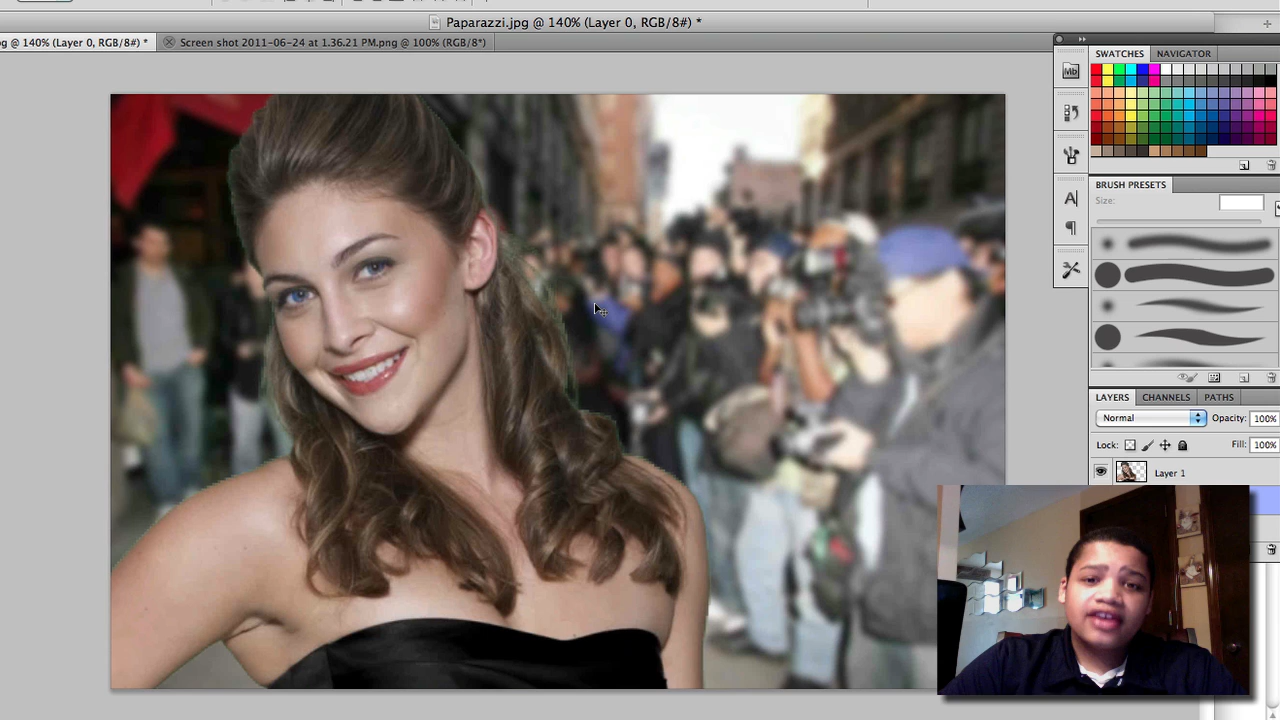 Paparazzi.jpg @ 140% (Layer 0, RGB/8#) *
g @ 140% (Layer 0, RGB/8#) *
Screen shot 2011-06-24 at 1.36.21 PM.png @ 100% (RGB/8*)
SWATCHES
NAVIGATOR
Mb
A
BRUSH PRESETS
Size:
LAYERS
CHANNELS
PATHS
Normal
Opacity:
100%
Lock:
Fill:
100%
Layer 1